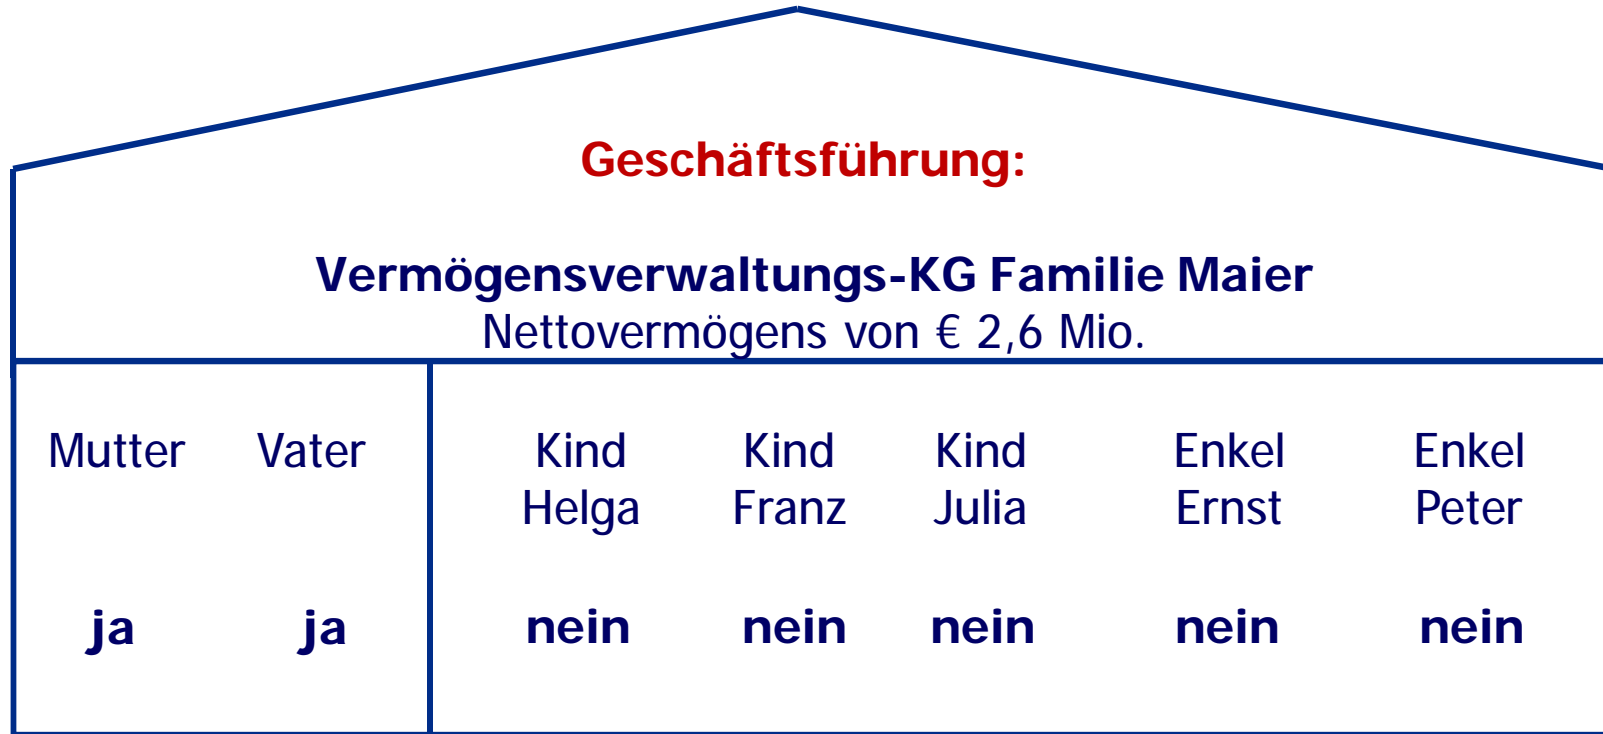 Geschäftsführung:
Vermögensverwaltungs-KG Familie Maier
Nettovermögens von € 2,6 Mio.
Mutter Vater Kind Kind Kind Enkel Enkel
Helga Franz Julia Ernst Peter
ja ja nein nein nein nein nein